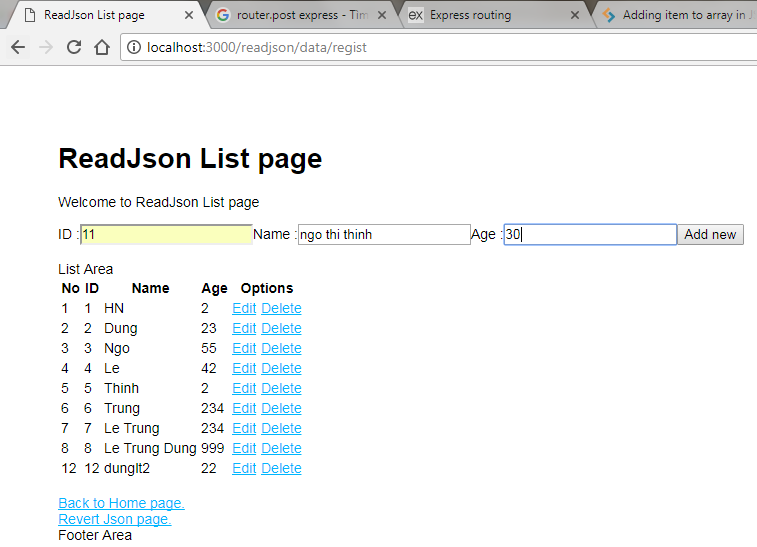 ReadJson List page
router.post express - Tim
Express routing
Adding item to array in J
localhost:3000/readjson/data/regist
ReadJson List page
Welcome to ReadJson List page
ID : 11 Name : ngo thi thinh Age : 30 Add new
List Area
No ID Name Age Options
1 1 HN 2 Edit Delete
2 2 Dung 23 Edit Delete
3 3 Ngo 55 Edit Delete
4 4 Le 42 Edit Delete
5 5 Thinh 2 Edit Delete
6 6 Trung 234 Edit Delete
7 7 Le Trung 234 Edit Delete
8 8 Le Trung Dung 999 Edit Delete
12 12 dungIt2 22 Edit Delete
Back to Home page.
Revert Json page.
Footer Area